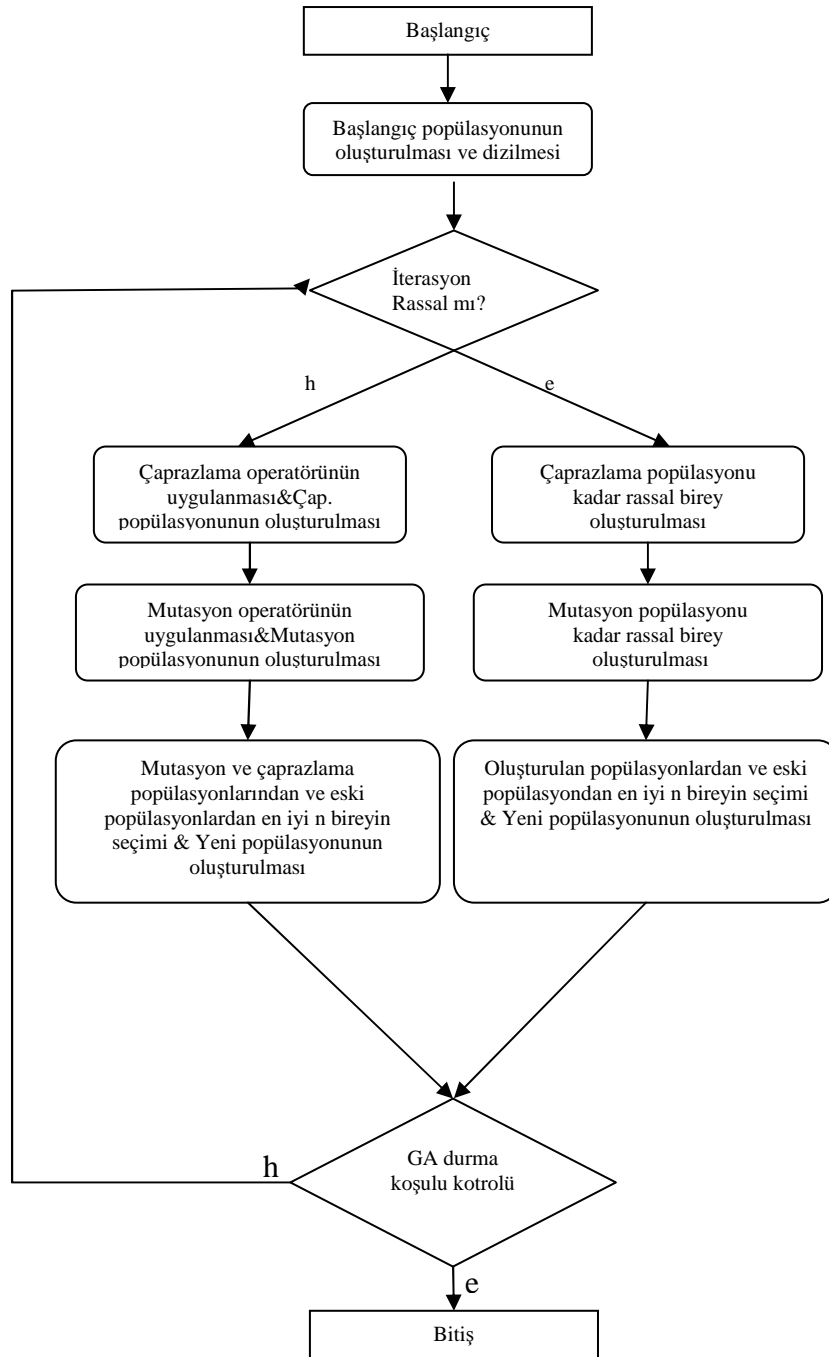 Başlangıç
Başlangıç popülasyonunun
oluşturulması ve dizilmesi
İterasyon
Rassal mı?
h
e
Çaprazlama operatörünün
uygulanması&Çap.
popülasyonunun oluşturulması
Çaprazlama popülasyonu
kadar rassal birey
oluşturulması
Mutasyon operatörünün
uygulanması&Mutasyon
popülasyonunun oluşturulması
Mutasyon popülasyonu
kadar rassal birey
oluşturulması
Mutasyon ve çaprazlama
popülasyonlarından ve eski
popülasyonlardan en iyi n bireyin
seçimi & Yeni popülasyonunun
oluşturulması
Oluşturulan popülasyonlardan ve eski
popülasyondan en iyi n bireyin seçimi
& Yeni popülasyonunun oluşturulması
GA durma
koşulu kotrolü
h
e
Bitiş